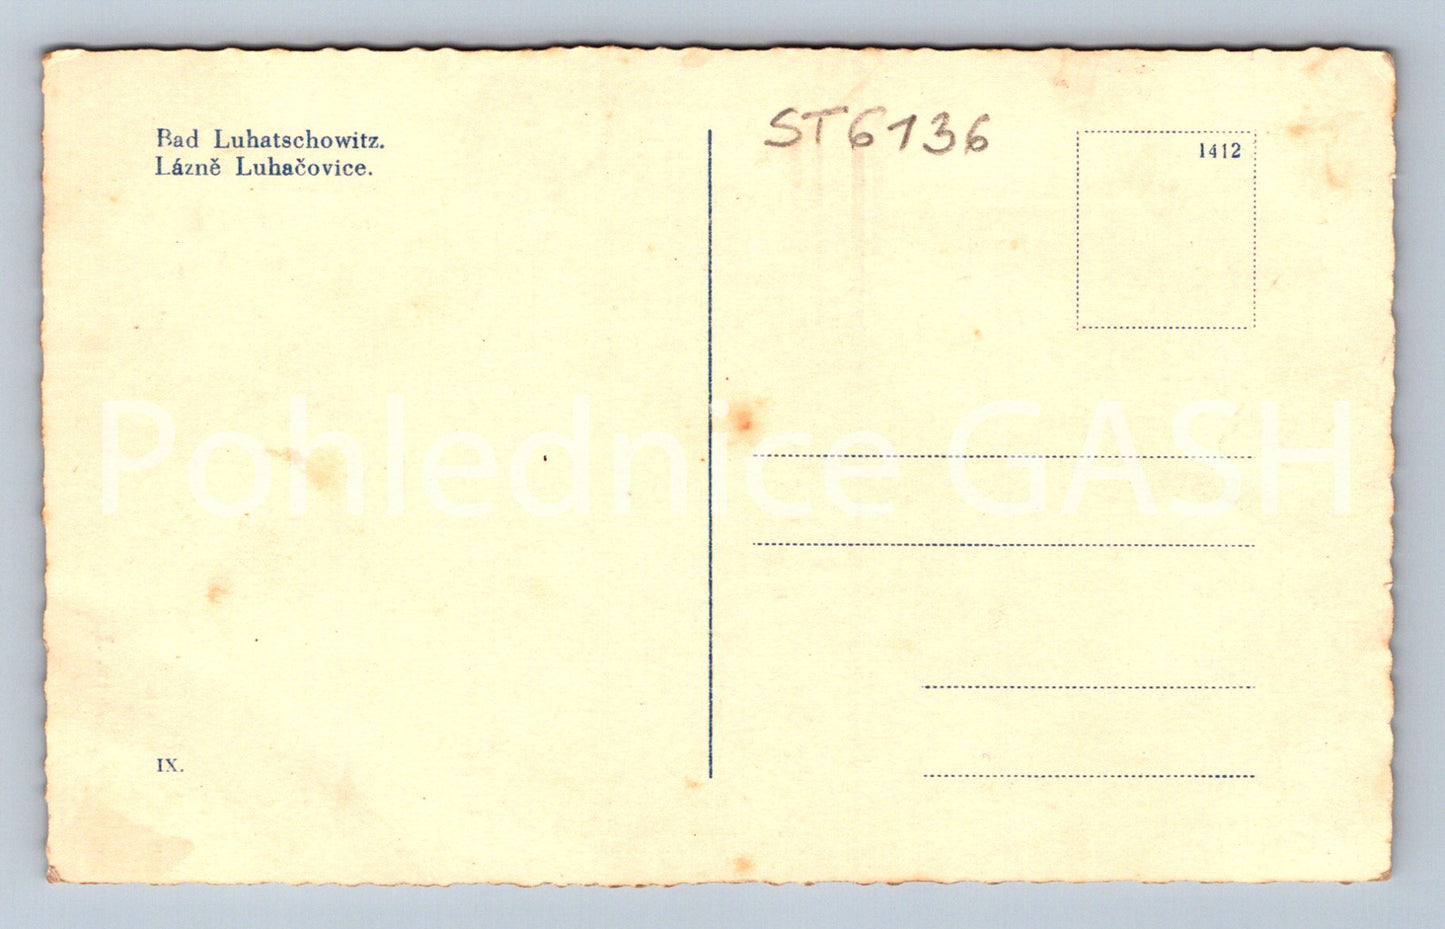 Bad Luhatschowitz.
Lázně Luhačovice.
ST6136
1412
Pohlednice GASH
IX.